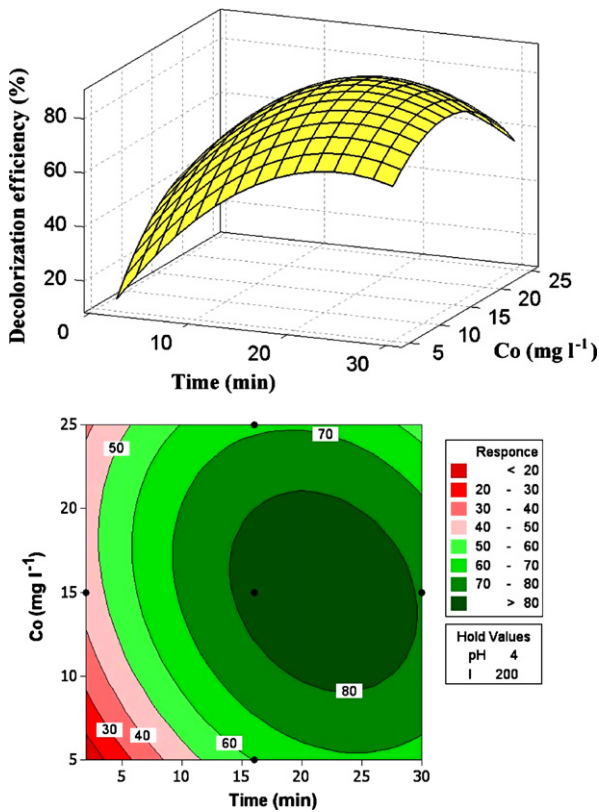 Decolorization efficiency (%)
80
60
40
20
0
10
20
30
Time (min)
5
10
15
20
25
Co (mg l⁻¹)
25
20
15
10
5
Co (mg l⁻¹)
50
70
80
60
40
30
5
10
15
20
25
30
Time (min)
Responce
< 20
20 - 30
30 - 40
40 - 50
50 - 60
60 - 70
70 - 80
> 80
Hold Values
pH 4
I 200